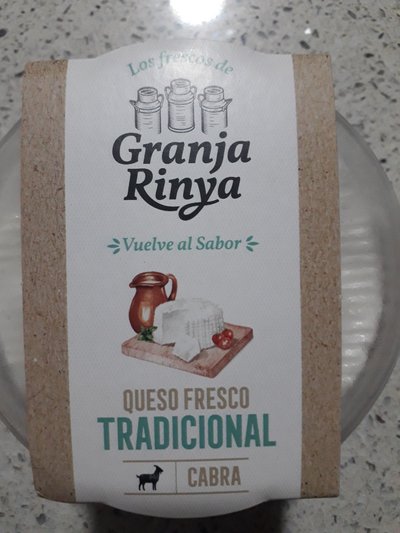 Los frescos de
Granja
Rinya
Vuelve al Sabor
QUESO FRESCO
TRADICIONAL
CABRA